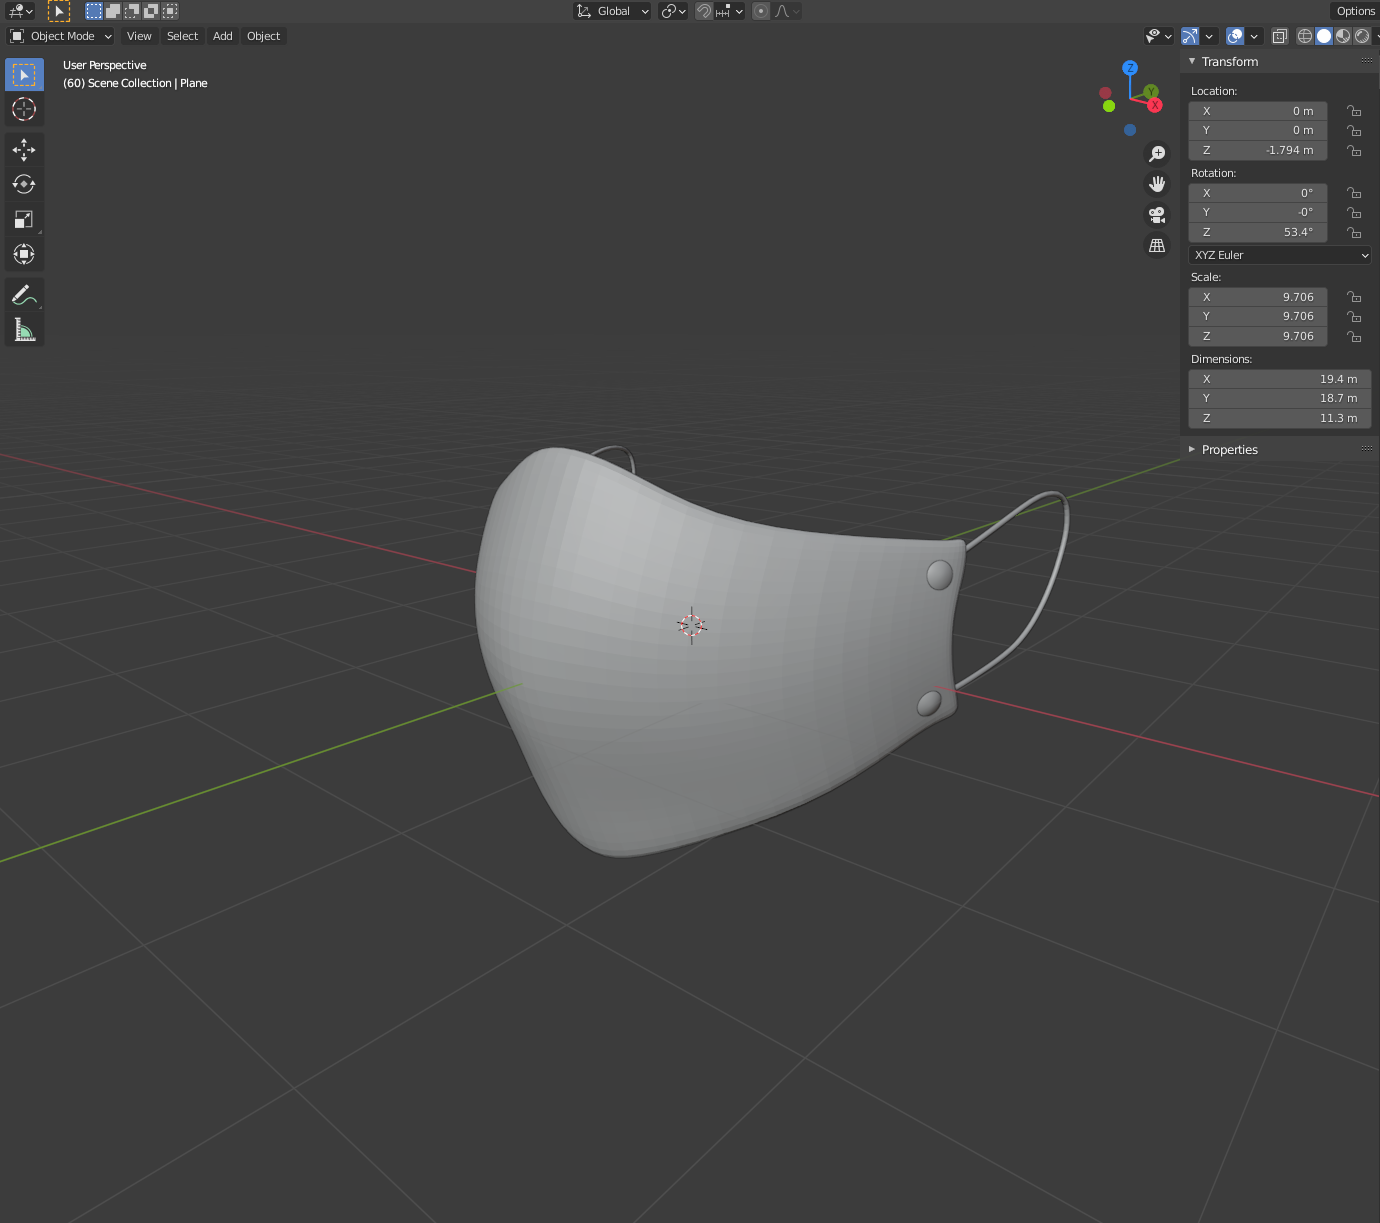 Global
Options
Object Mode View Select Add Object
User Perspective
(60) Scene Collection | Plane
Z
Y
X
Transform
Location:
X 0 m
Y 0 m
Z -1.794 m
Rotation:
X 0°
Y -0°
Z 53.4°
XYZ Euler
Scale:
X 9.706
Y 9.706
Z 9.706
Dimensions:
X 19.4 m
Y 18.7 m
Z 11.3 m
Properties